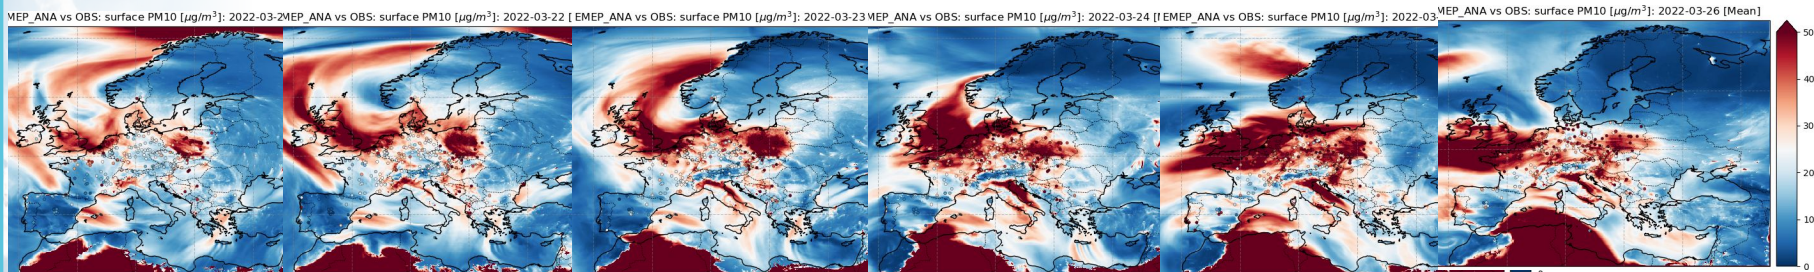 MEP_ANA vs OBS: surface PM10 [μg/m³]: 2022-03-2
MEP_ANA vs OBS: surface PM10 [μg/m³]: 2022-03-22 [
EMEP_ANA vs OBS: surface PM10 [μg/m³]: 2022-03-23
MEP_ANA vs OBS: surface PM10 [μg/m³]: 2022-03-24 [
EMEP_ANA vs OBS: surface PM10 [μg/m³]: 2022-03-
MEP_ANA vs OBS: surface PM10 [μg/m³]: 2022-03-26 [Mean]
50
40
30
20
10
0